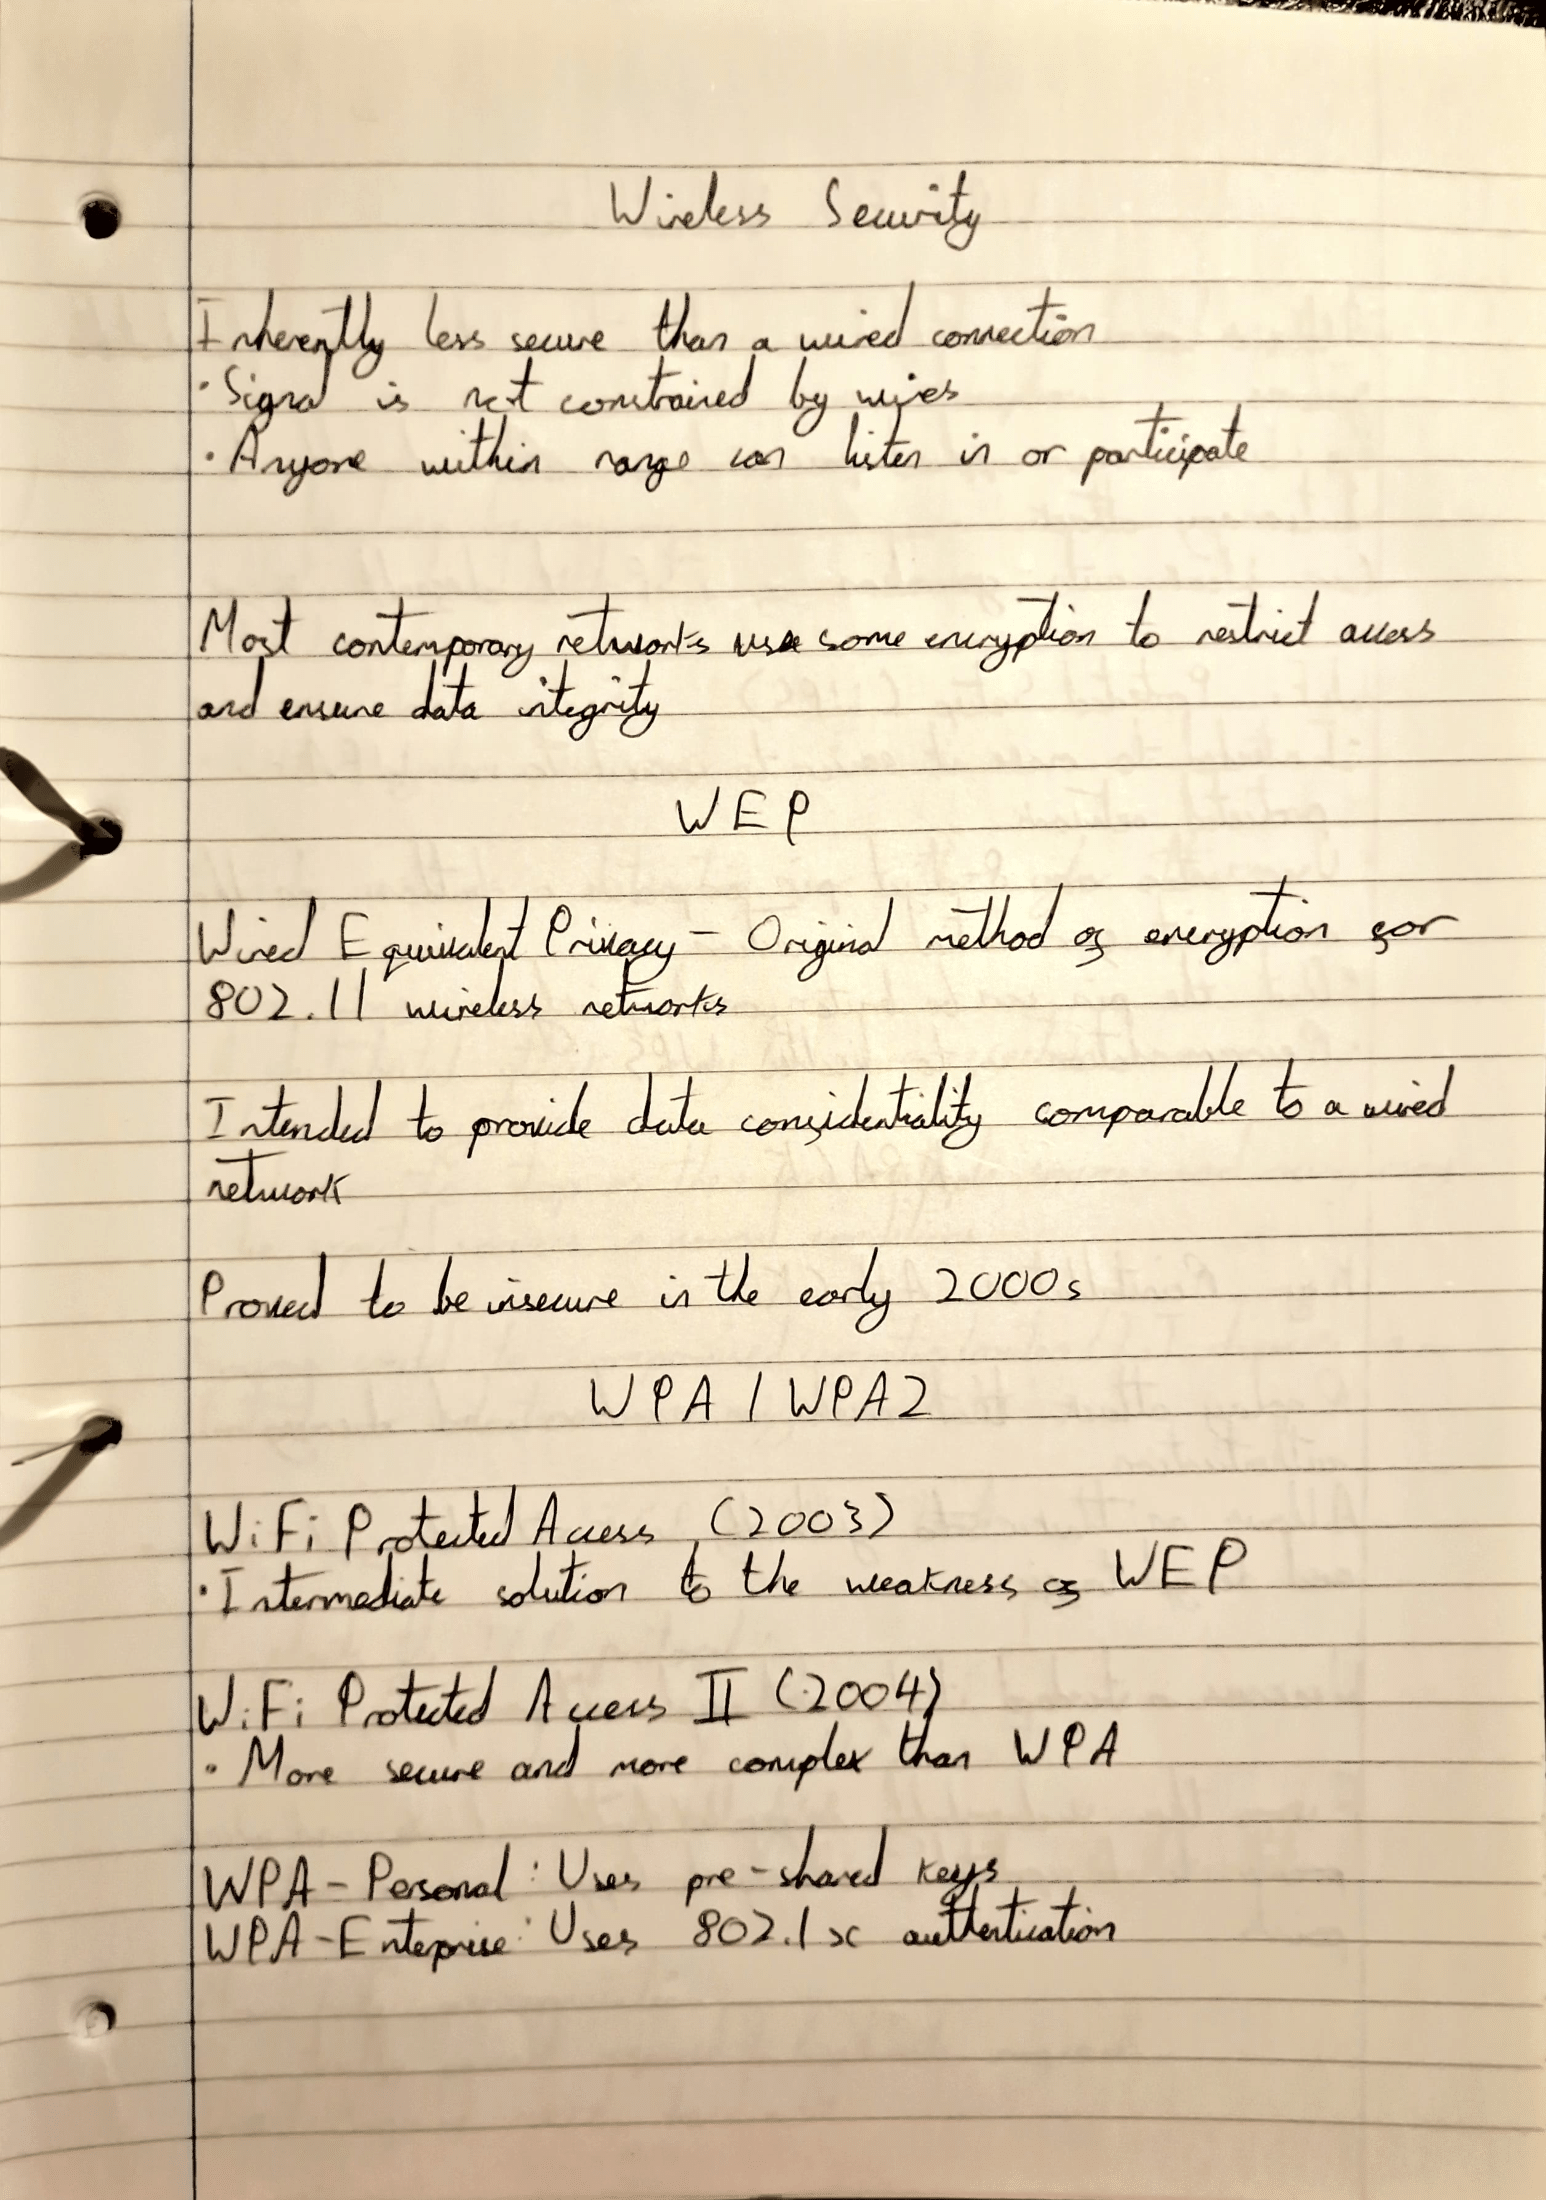 Wireless Security
Inherently less secure than a wired connection
· Signal is not constrained by wires
· Anyone within range can listen in or participate
Most contemporary networks use some encryption to restrict access
and ensure data integrity
WEP
Wired Equivalent Privacy - Original method of encryption for
802.11 wireless networks
Intended to provide data confidentiality comparable to a wired
network
Proved to be insecure in the early 2000s
WPA / WPA2
WiFi Protected Access (2003)
· Intermediate solution to the weakness of WEP
WiFi Protected Access II (2004)
· More secure and more complex than WPA
WPA - Personal: Uses pre-shared keys
WPA - Enterprise: Uses 802.1x authentication